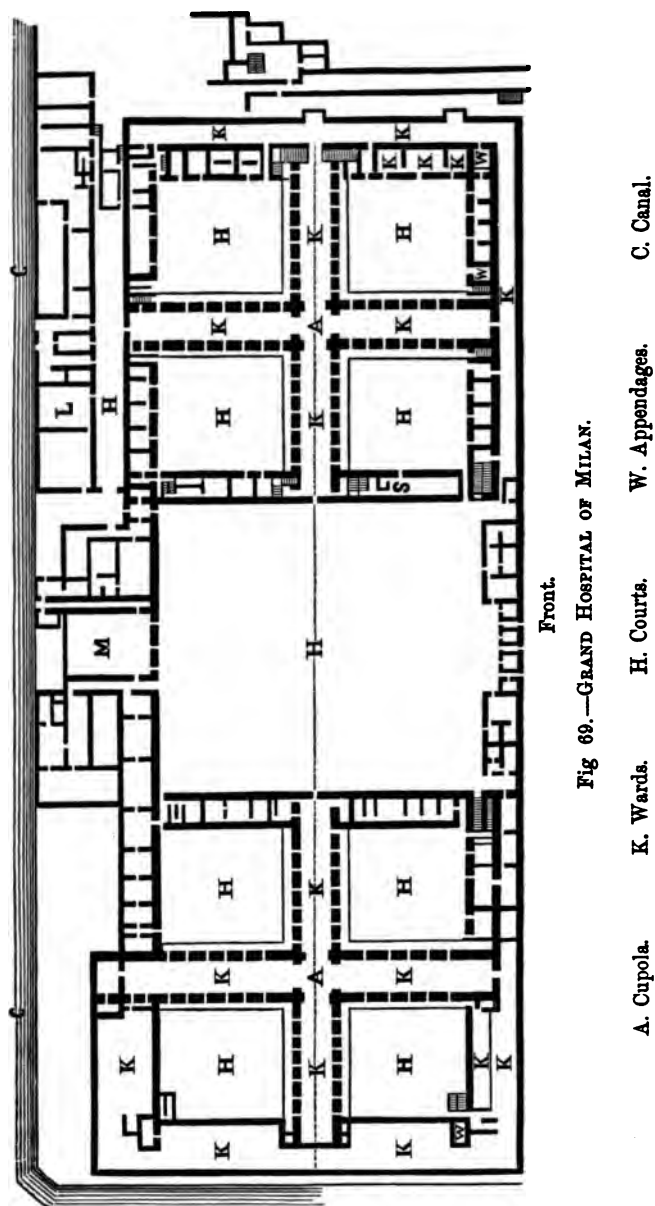 C C
L
M H
K
K H K H H K H K
K A K H K A K
K H K H L S H K H K K K K
K W W
W K K
Front.
Fig 69.—GRAND HOSPITAL OF MILAN.
A. Cupola. K. Wards. H. Courts. W. Appendages. C. Canal.